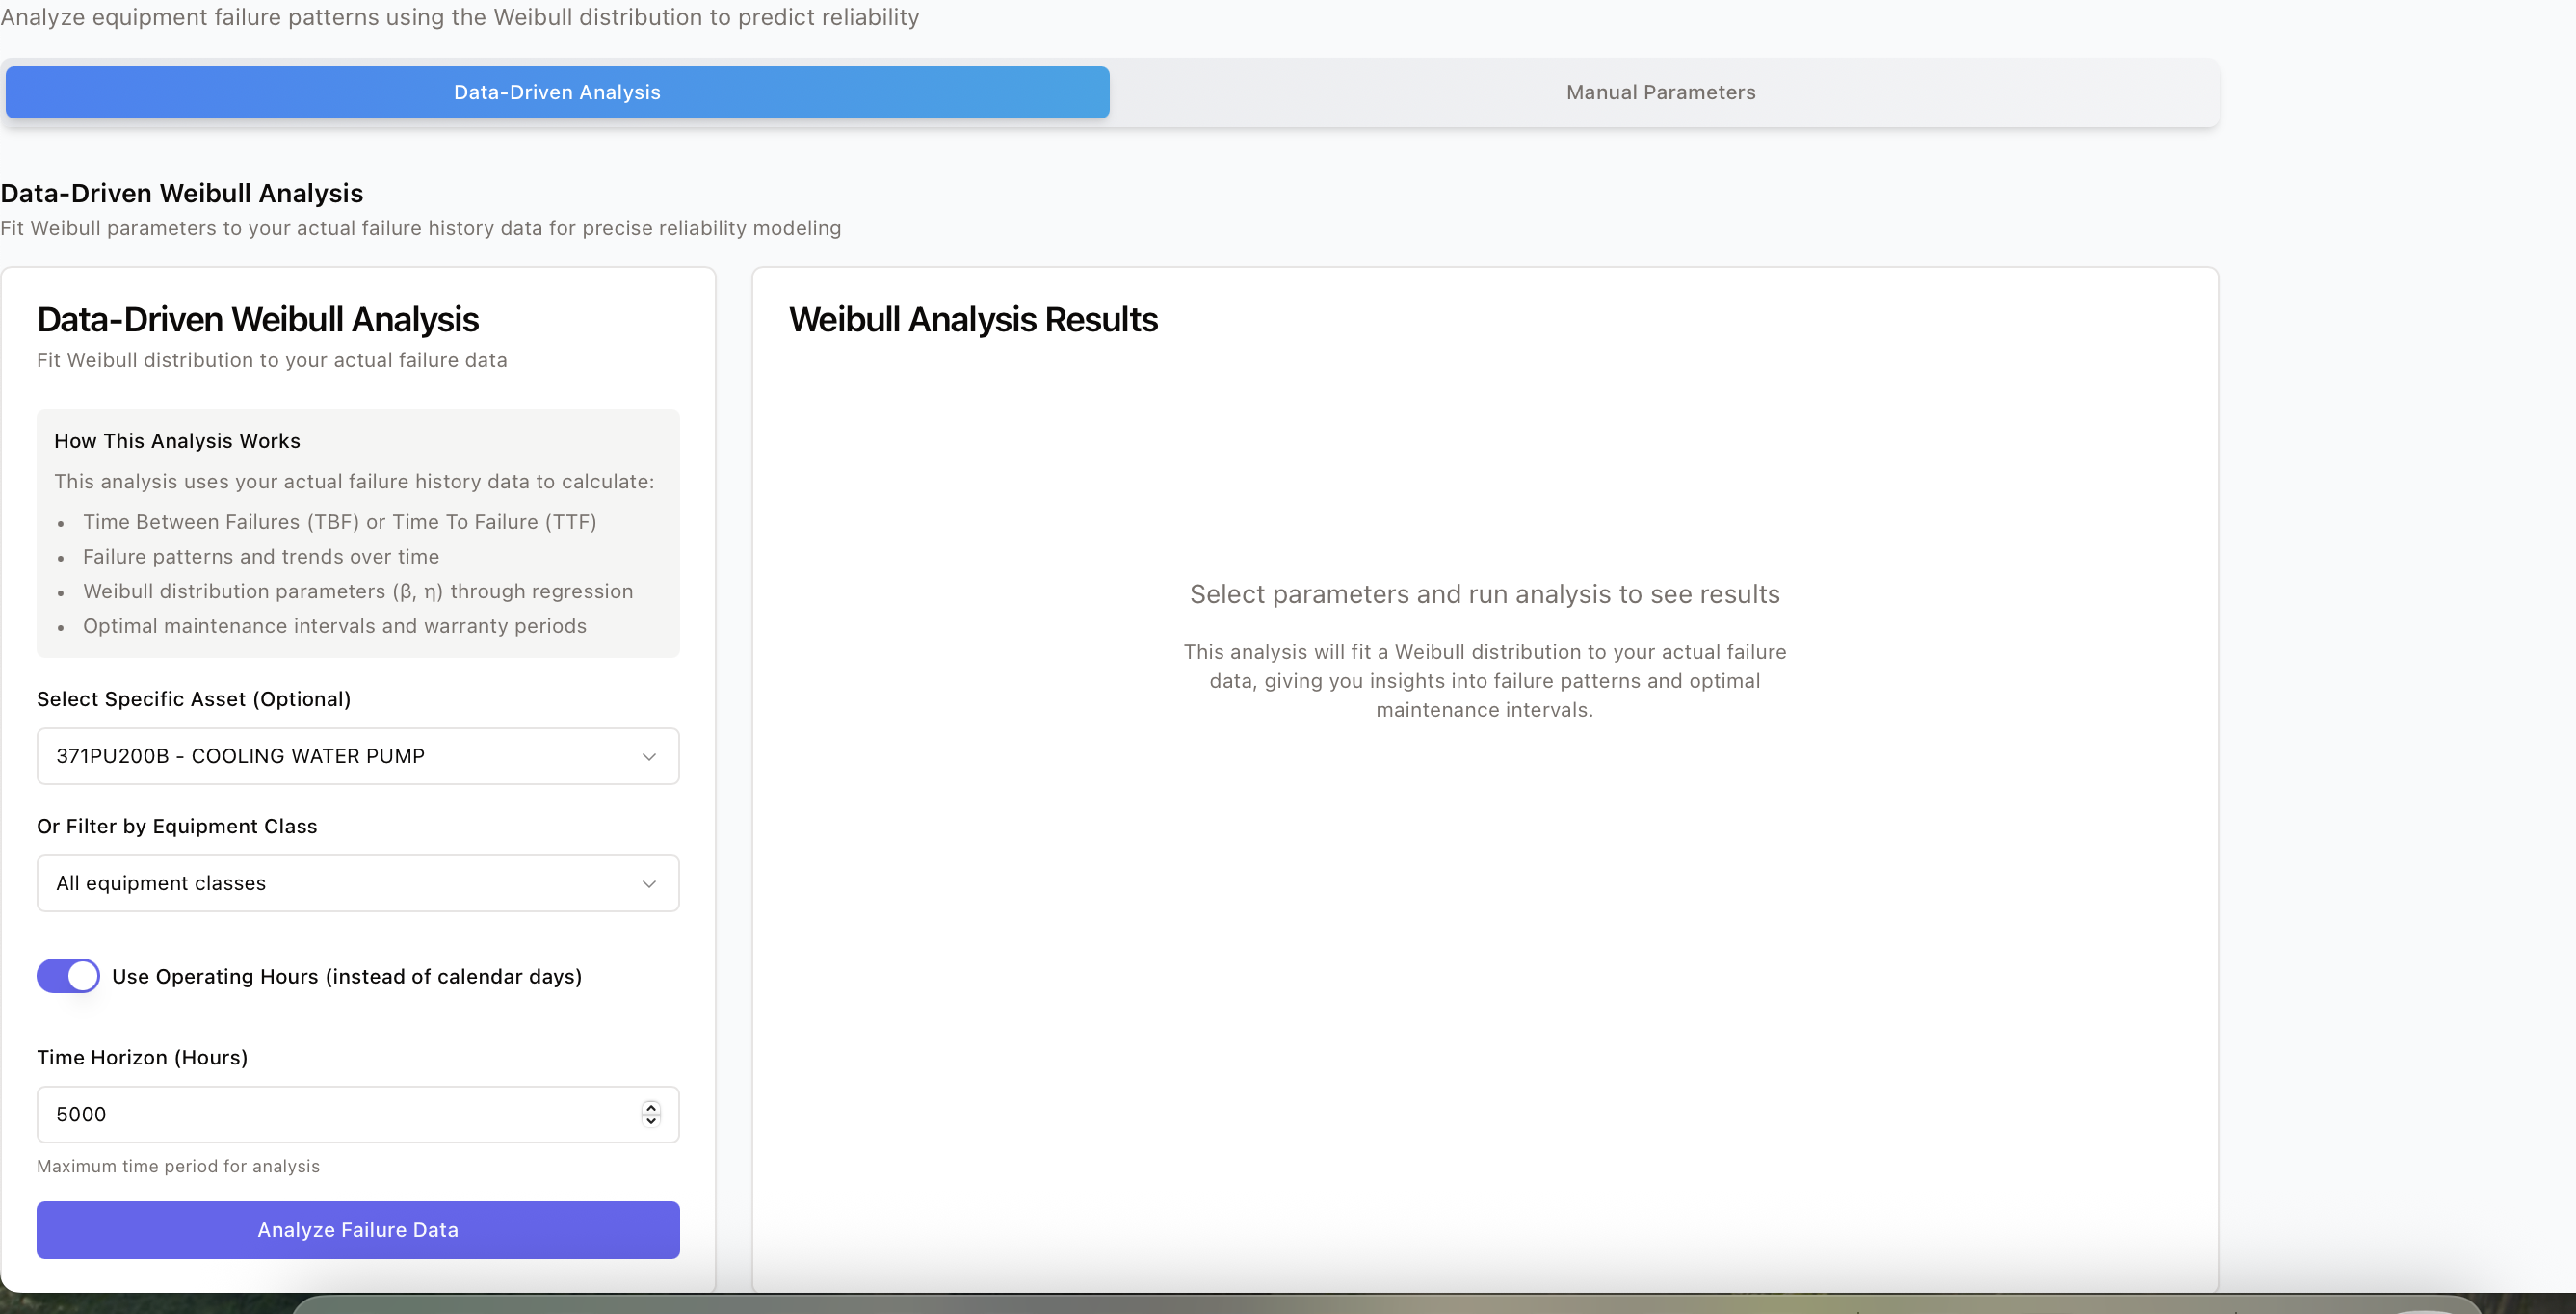 Analyze equipment failure patterns using the Weibull distribution to predict reliability
Data-Driven Analysis
Manual Parameters
Data-Driven Weibull Analysis
Fit Weibull parameters to your actual failure history data for precise reliability modeling
Data-Driven Weibull Analysis
Fit Weibull distribution to your actual failure data
How This Analysis Works
This analysis uses your actual failure history data to calculate:
• Time Between Failures (TBF) or Time To Failure (TTF)
• Failure patterns and trends over time
• Weibull distribution parameters (β, η) through regression
• Optimal maintenance intervals and warranty periods
Select Specific Asset (Optional)
371PU200B - COOLING WATER PUMP
Or Filter by Equipment Class
All equipment classes
Use Operating Hours (instead of calendar days)
Time Horizon (Hours)
5000
Maximum time period for analysis
Analyze Failure Data
Weibull Analysis Results
Select parameters and run analysis to see results
This analysis will fit a Weibull distribution to your actual failure
data, giving you insights into failure patterns and optimal
maintenance intervals.